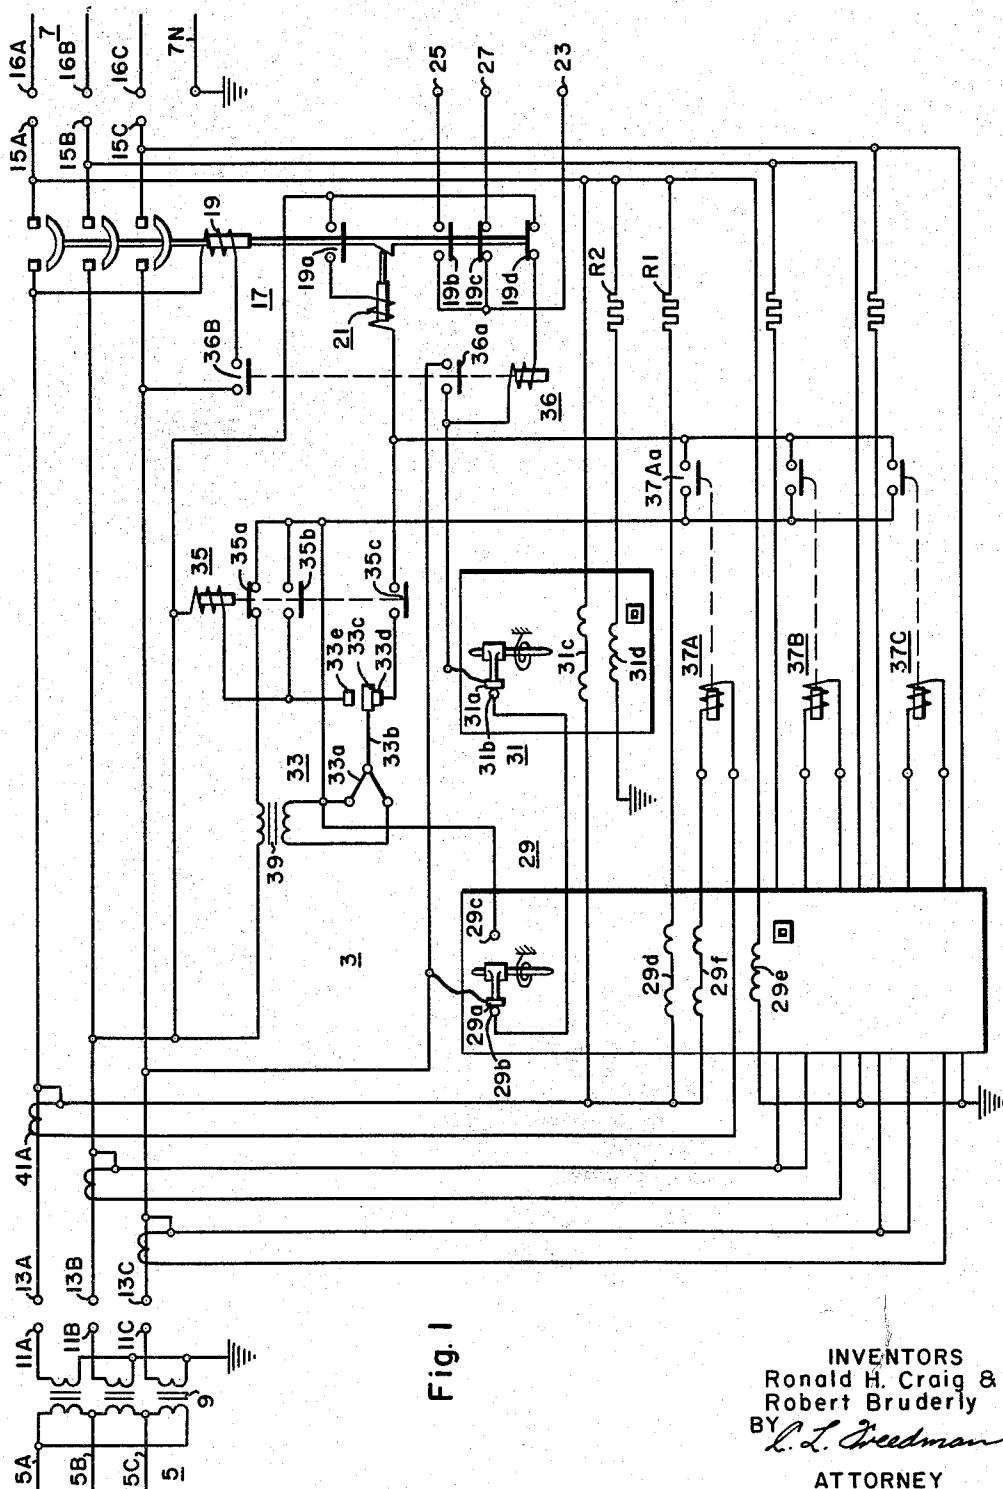 16A
7
16B
16C
7N
15A
15B
15C
25
27
23
19
17
19a
21
19b
19c
19d
36B
36a
36
R2
R1
37Aa
35
35a
35b
35c
33e
33c
33d
33
33a
33b
39
31a
31b
31
31c
31d
37A
37B
37C
3
29
29c
29a
29b
29d
29f
29e
41A
13A
13B
13C
11A
11B
11C
9
5A
5B
5C
5
Fig. 1
INVENTORS
Ronald H. Craig &
Robert Bruderly
BY C. L. Freedman
ATTORNEY